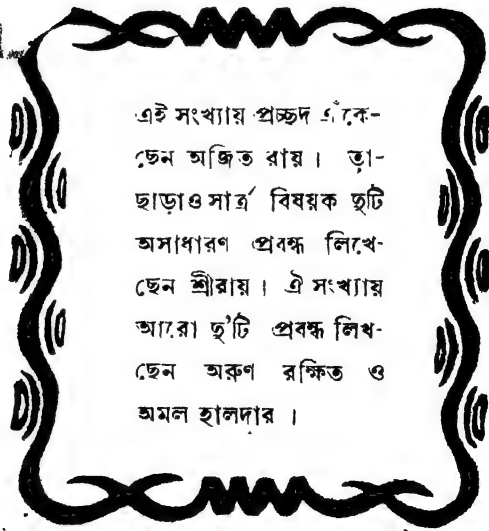 এই সংখ্যায় প্রচ্ছদ এঁকে-
ছেন অজিত রায়। তা-
ছাড়াও সার্ত্র বিষয়ক দুটি
অসাধারণ প্রবন্ধ লিখে-
ছেন শ্রীরায়। ঐ সংখ্যায়
আরো দু'টি প্রবন্ধ লিখ-
ছেন অরুণ রক্ষিত ও
অমল হালদার।